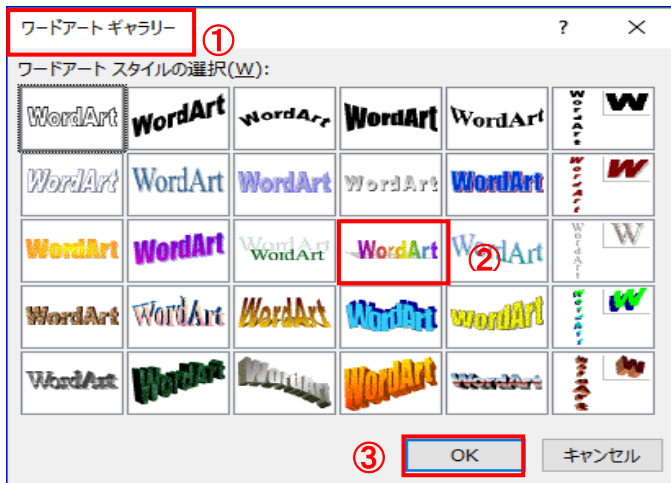 ワードアート ギャラリー ? ×
①
ワードアート スタイルの選択(W):
WordArt WordArt WordArt WordArt WordArt WordArt W
WordArt WordArt WordArt WordArt WordArt WordArt W
WordArt WordArt WordArt WordArt ② WordArt WordArt W
WordArt WordArt WordArt WordArt WordArt WordArt W
WordArt WordArt WordArt WordArt WordArt WordArt W
③ OK キャンセル